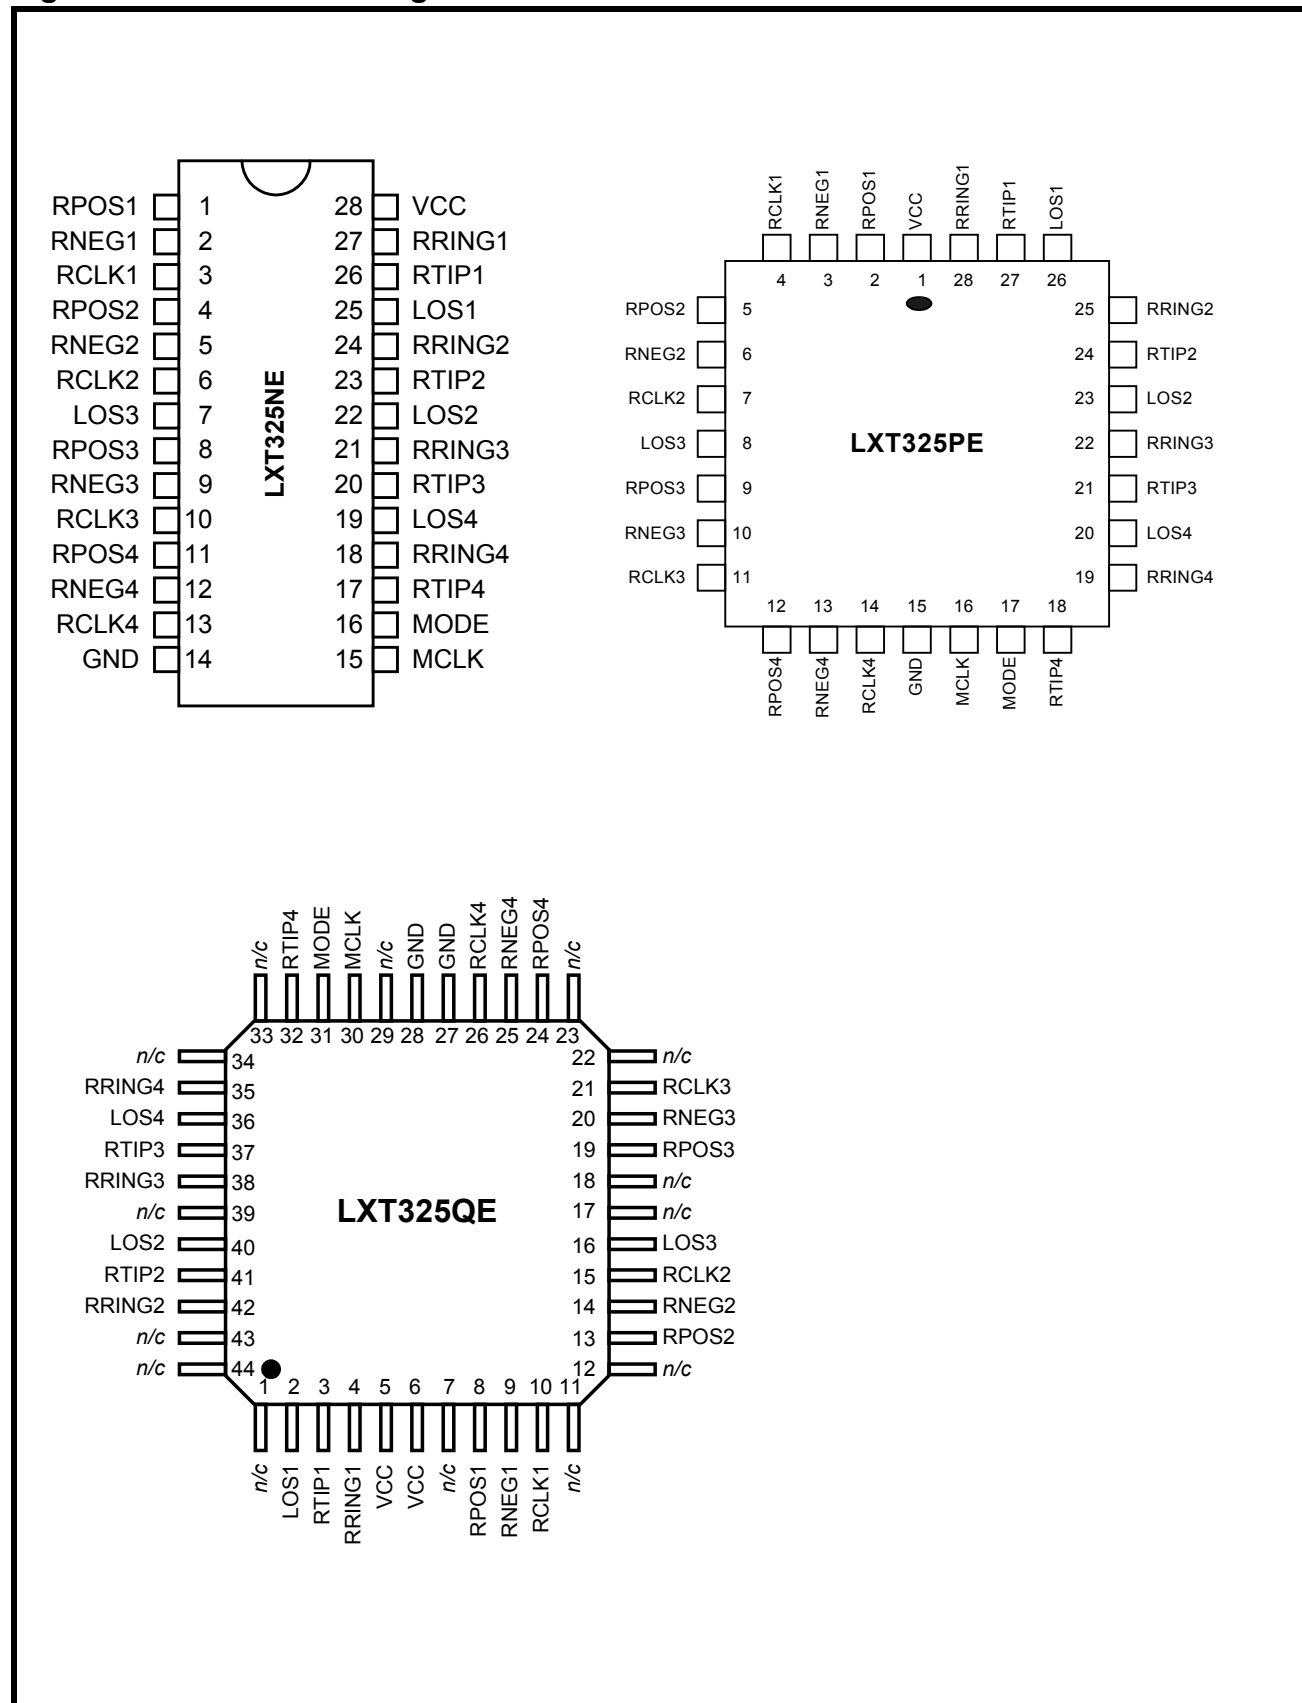 RPOS1 1 28 VCC
RNEG1 2 27 RRING1
RCLK1 3 26 RTIP1
RPOS2 4 25 LOS1
RNEG2 5 24 RRING2
RCLK2 6 23 RTIP2
LOS3 7 22 LOS2
RPOS3 8 21 RRING3
RNEG3 9 20 RTIP3
RCLK3 10 19 LOS4
RPOS4 11 18 RRING4
RNEG4 12 17 RTIP4
RCLK4 13 16 MODE
GND 14 15 MCLK
LXT325NE
RCLK1 RNEG1 RPOS1 VCC RRING1 RTIP1 LOS1
4 3 2 1 28 27 26
RPOS2 5 25 RRING2
RNEG2 6 24 RTIP2
RCLK2 7 23 LOS2
LOS3 8 LXT325PE 22 RRING3
RPOS3 9 21 RTIP3
RNEG3 10 20 LOS4
RCLK3 11 19 RRING4
12 13 14 15 16 17 18
RPOS4 RNEG4 RCLK4 GND MCLK MODE RTIP4
n/c RTIP4 MODE MCLK n/c GND GND RCLK4 RNEG4 RPOS4 n/c
33 32 31 30 29 28 27 26 25 24 23
n/c 34 22 n/c
RRING4 35 21 RCLK3
LOS4 36 20 RNEG3
RTIP3 37 19 RPOS3
RRING3 38 18 n/c
n/c 39 LXT325QE 17 n/c
LOS2 40 16 LOS3
RTIP2 41 15 RCLK2
RRING2 42 14 RNEG2
n/c 43 13 RPOS2
n/c 44 12 n/c
1 2 3 4 5 6 7 8 9 10 11
n/c LOS1 RTIP1 RRING1 VCC VCC n/c RPOS1 RNEG1 RCLK1 n/c